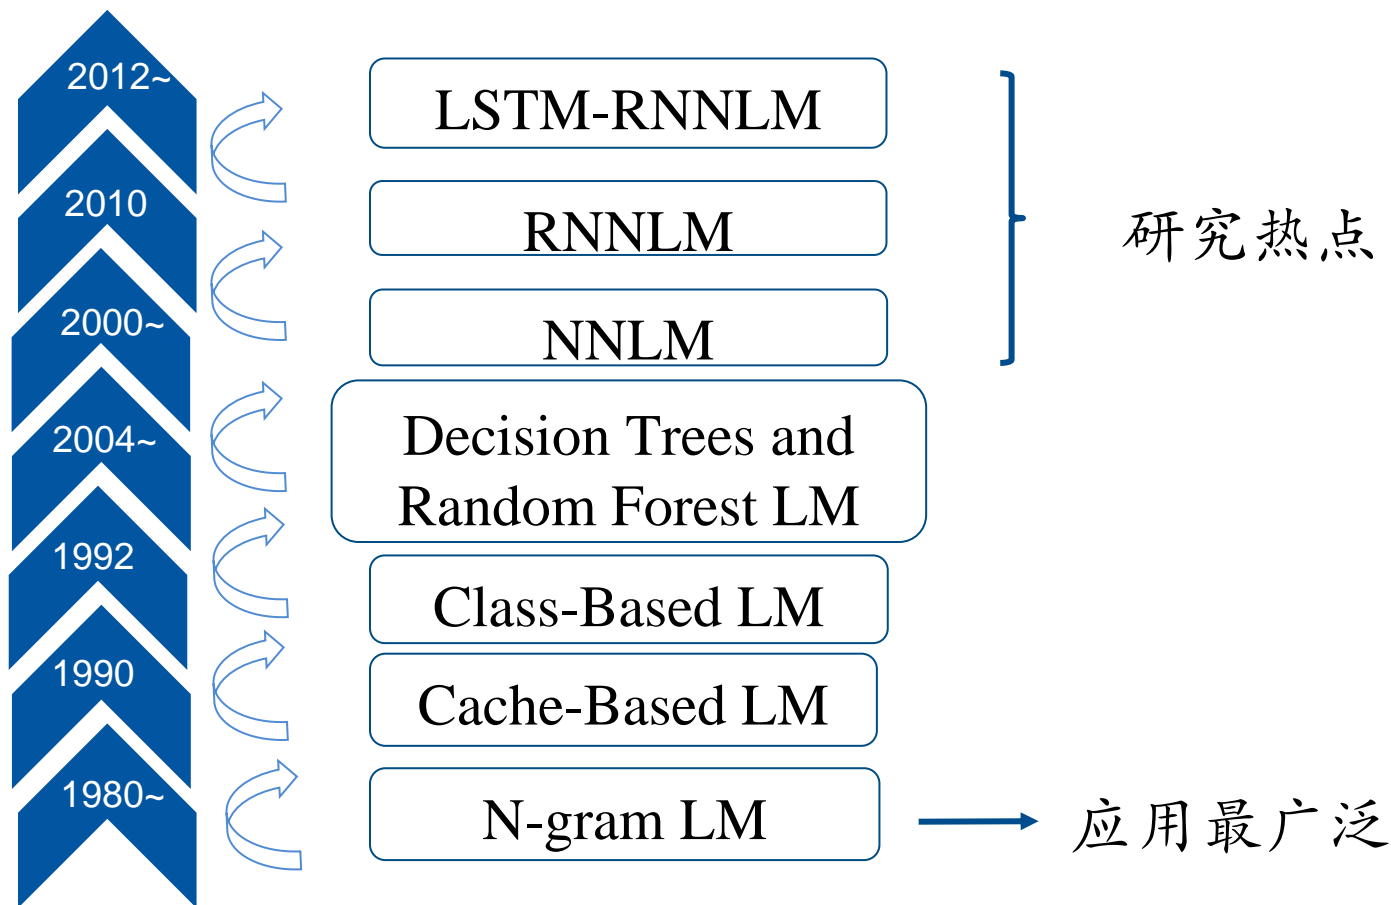 2012~
LSTM-RNNLM
2010
RNNLM
研究热点
2000~
NNLM
2004~
Decision Trees and
Random Forest LM
1992
Class-Based LM
1990
Cache-Based LM
1980~
N-gram LM
应用最广泛